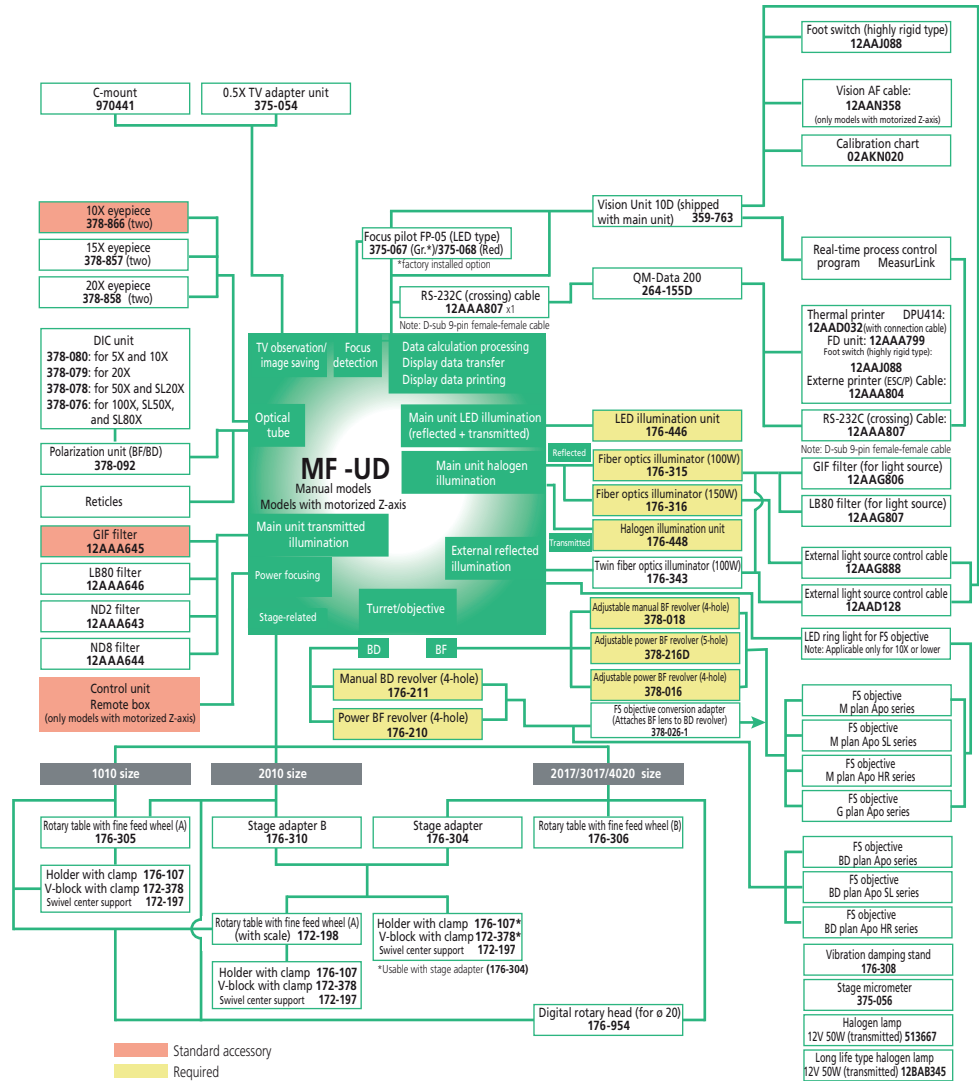 C-mount
970441
0.5X TV adapter unit
375-054
Foot switch (highly rigid type)
12AAJ088
Vision AF cable:
12AAN358
(only models with motorized Z-axis)
Calibration chart
02AKN020
10X eyepiece
378-866 (two)
15X eyepiece
378-857 (two)
20X eyepiece
378-858 (two)
Vision Unit 10D (shipped
with main unit) 359-763
Focus pilot FP-05 (LED type)
375-067 (Gr.*)/375-068 (Red)
*factory installed option
RS-232C (crossing) cable
12AAA807 x1
Note: D-sub 9-pin female-female cable
QM-Data 200
264-155D
Real-time process control
program MeasurLink
Thermal printer DPU414:
12AAD032(with connection cable)
FD unit: 12AAA799
Foot switch (highly rigid type):
12AAJ088
Externe printer (ESC/P) Cable:
12AAA804
RS-232C (crossing) Cable:
12AAA807
Note: D-sub 9-pin female-female cable
DIC unit
378-080: for 5X and 10X
378-079: for 20X
378-078: for 50X and SL20X
378-076: for 100X, SL50X,
and SL80X
Polarization unit (BF/BD)
378-092
Reticles
GIF filter
12AAA645
LB80 filter
12AAA646
ND2 filter
12AAA643
ND8 filter
12AAA644
Control unit
Remote box
(only models with motorized Z-axis)
TV observation/
image saving
Focus
detection
Data calculation processing
Display data transfer
Display data printing
Optical
tube
Main unit LED illumination
(reflected + transmitted)
MF -UD
Manual models
Models with motorized Z-axis
Main unit halogen
illumination
Main unit transmitted
illumination
External reflected
illumination
Power focusing
Stage-related
Turret/objective
Reflected
Transmitted
LED illumination unit
176-446
Fiber optics illuminator (100W)
176-315
Fiber optics illuminator (150W)
176-316
Halogen illumination unit
176-448
Twin fiber optics illuminator (100W)
176-343
GIF filter (for light source)
12AAG806
LB80 filter (for light source)
12AAG807
External light source control cable
12AAG888
External light source control cable
12AAD128
LED ring light for FS objective
Note: Applicable only for 10X or lower
BD
BF
Adjustable manual BF revolver (4-hole)
378-018
Adjustable power BF revolver (5-hole)
378-216D
Adjustable power BF revolver (4-hole)
378-016
Manual BD revolver (4-hole)
176-211
Power BF revolver (4-hole)
176-210
FS objective conversion adapter
(Attaches BF lens to BD revolver)
378-026-1
FS objective
M plan Apo series
FS objective
M plan Apo SL series
FS objective
M plan Apo HR series
FS objective
G plan Apo series
FS objective
BD plan Apo series
FS objective
BD plan Apo SL series
FS objective
BD plan Apo HR series
Vibration damping stand
176-308
Stage micrometer
375-056
Halogen lamp
12V 50W (transmitted) 513667
Long life type halogen lamp
12V 50W (transmitted) 12BAB345
1010 size
2010 size
2017/3017/4020 size
Rotary table with fine feed wheel (A)
176-305
Stage adapter B
176-310
Stage adapter
176-304
Rotary table with fine feed wheel (B)
176-306
Holder with clamp 176-107
V-block with clamp 172-378
Swivel center support 172-197
Rotary table with fine feed wheel (A)
(with scale) 172-198
Holder with clamp 176-107*
V-block with clamp 172-378*
Swivel center support 172-197
*Usable with stage adapter (176-304)
Holder with clamp 176-107
V-block with clamp 172-378
Swivel center support 172-197
Digital rotary head (for ø 20)
176-954
Standard accessory
Required